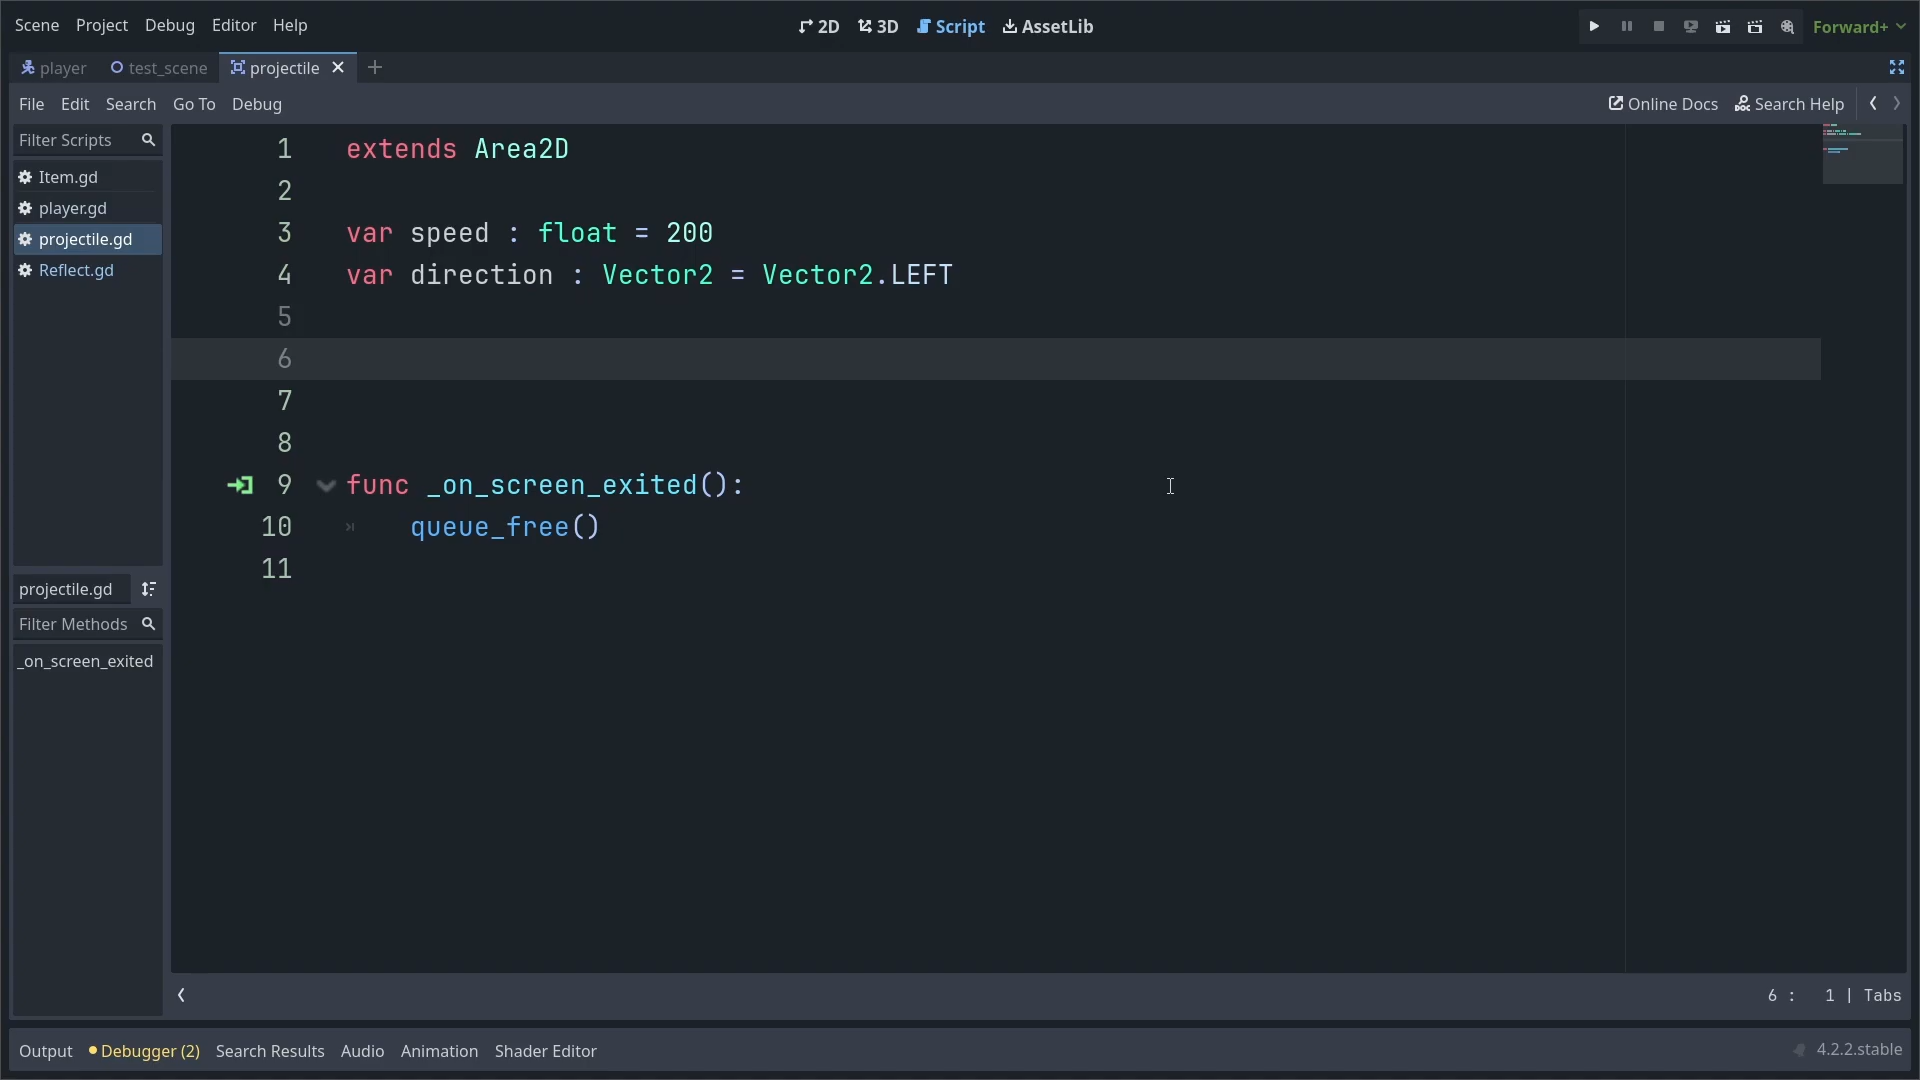 Scene Project Debug Editor Help 2D 3D Script AssetLib Forward+
player test_scene projectile
File Edit Search Go To Debug Online Docs Search Help
Filter Scripts
Item.gd
player.gd
projectile.gd
Reflect.gd
projectile.gd
Filter Methods
_on_screen_exited
1 extends Area2D
2
3 var speed : float = 200
4 var direction : Vector2 = Vector2.LEFT
5
6
7
8
9 func _on_screen_exited():
10 queue_free()
11
6 : 1 | Tabs
Output Debugger (2) Search Results Audio Animation Shader Editor 4.2.2.stable